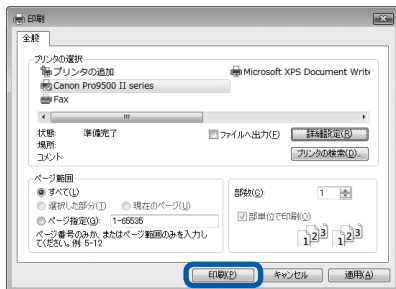 印刷
全般
プリンタの選択
プリンタの追加
Microsoft XPS Document Write
Canon Pro9500 II series
Fax
状態: 準備完了
ファイルへ出力(F)
詳細設定(R)
場所:
コメント:
プリンタの検索(D)...
ページ範囲
すべて(L)
選択した部分(T)
現在のページ(U)
ページ指定(G): 1-65535
ページ番号のみか、またはページ範囲のみを入力し
てください。例: 5-12
部数(C): 1
部単位で印刷(O)
1 2 3 1 2 3
印刷(P)
キャンセル
適用(A)